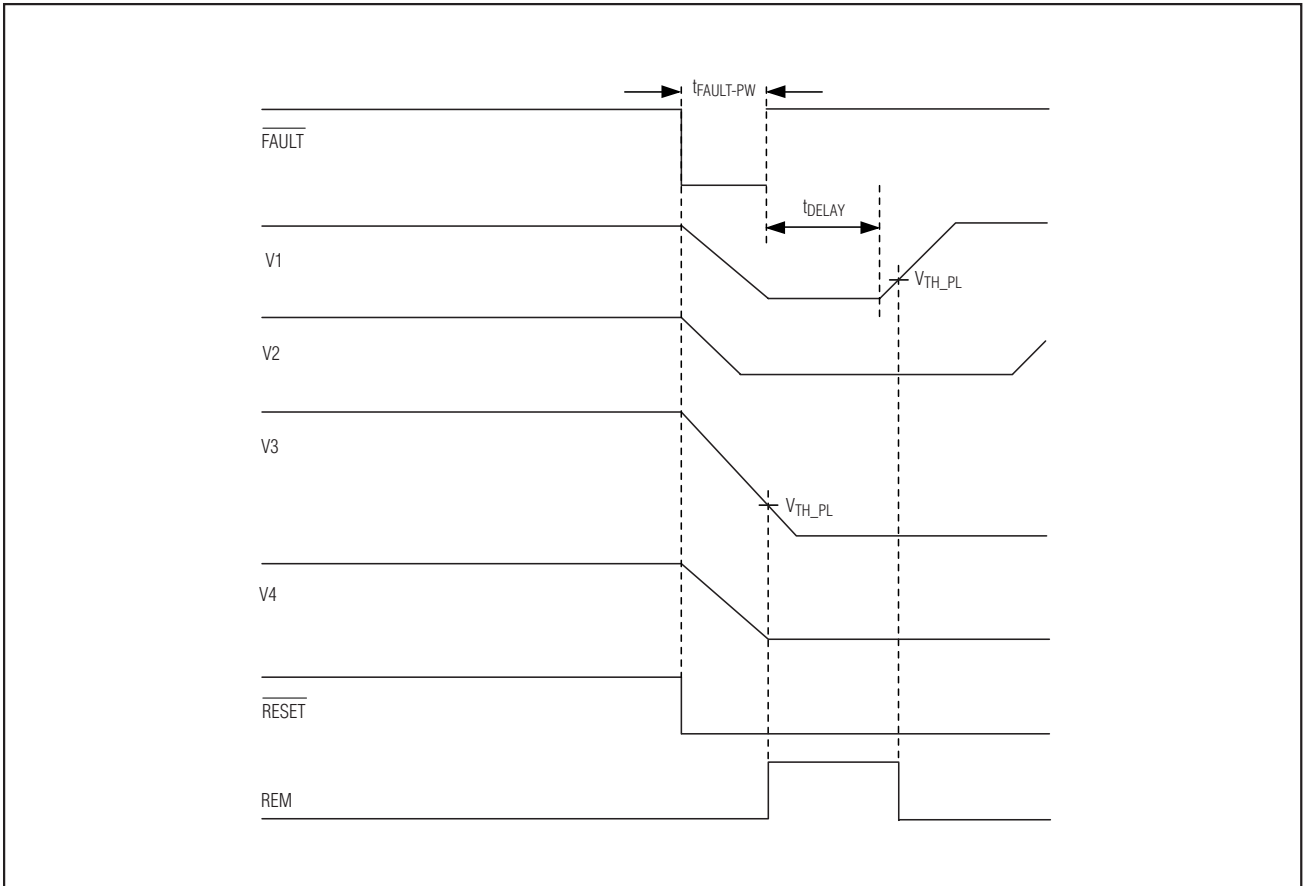 tFAULT-PW
FAULT
tDELAY
V1
VTH_PL
V2
V3
VTH_PL
V4
RESET
REM